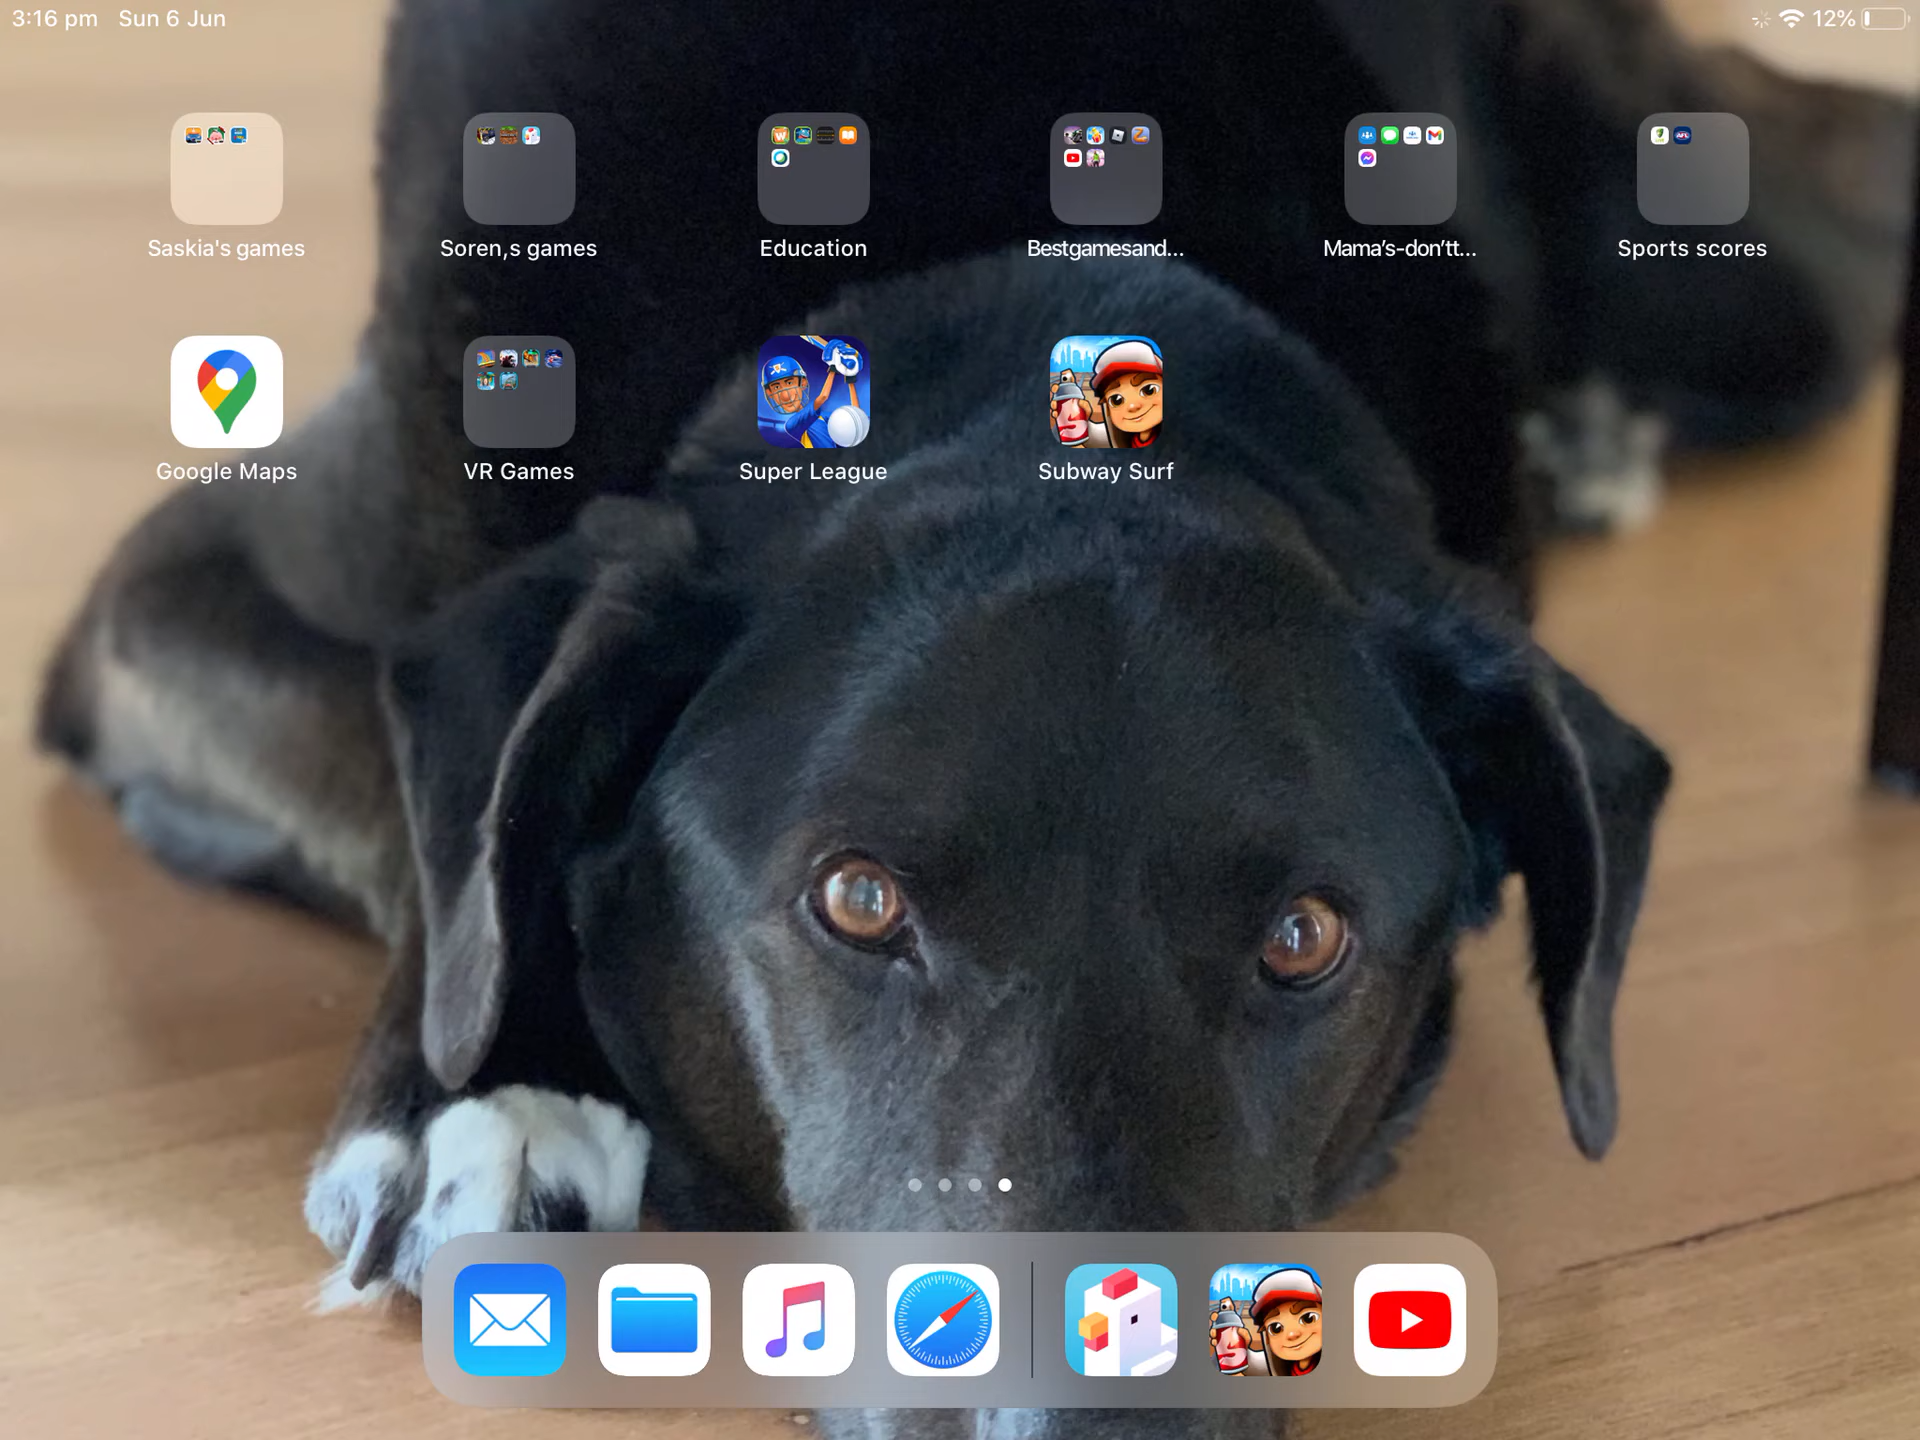 3:16 pm Sun 6 Jun 12%
Saskia's games Soren,s games Education Bestgamesand... Mama's-don'tt... Sports scores
Google Maps VR Games Super League Subway Surf